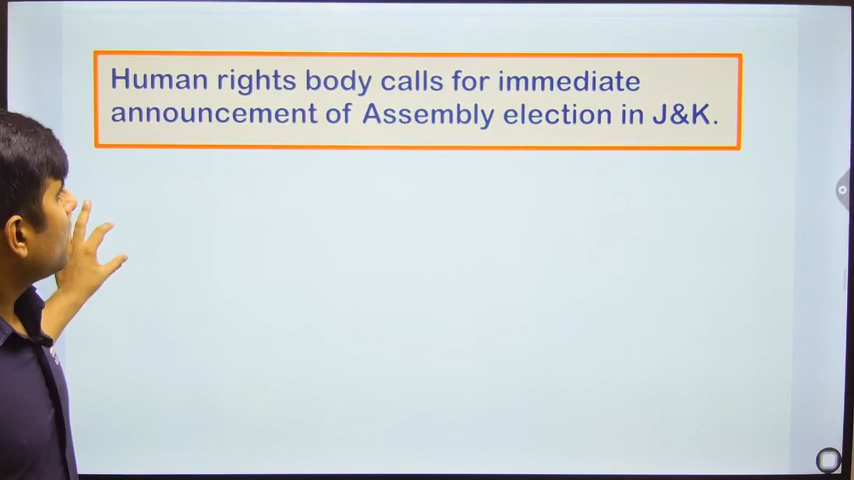 Human rights body calls for immediate
announcement of Assembly election in J&K.